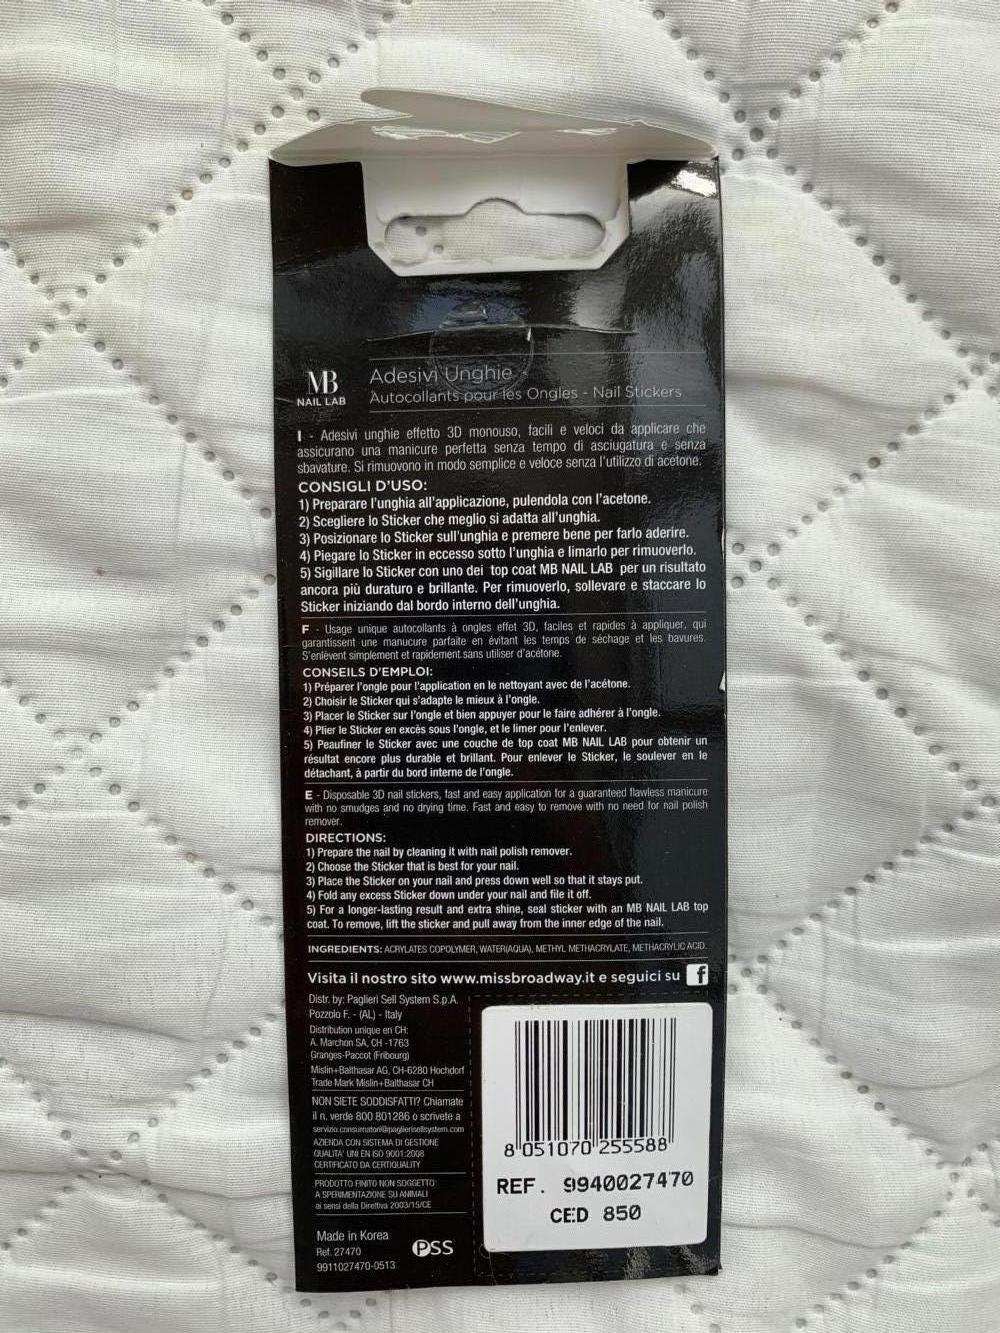 MB
NAIL LAB
Adesivi Unghie
Autocollants pour les Ongles - Nail Stickers
I - Adesivi unghie effetto 3D monouso, facili e veloci da applicare che
assicurano una manicure perfetta senza tempo di asciugatura e senza
sbavature. Si rimuovono in modo semplice e veloce senza l'utilizzo di acetone.
CONSIGLI D'USO:
1) Preparare l'unghia all'applicazione, pulendola con l'acetone.
2) Scegliere lo Sticker che meglio si adatta all'unghia.
3) Posizionare lo Sticker sull'unghia e premere bene per farlo aderire.
4) Piegare lo Sticker in eccesso sotto l'unghia e limarlo per rimuoverlo.
5) Sigillare lo Sticker con uno dei top coat MB NAIL LAB per un risultato
ancora più duraturo e brillante. Per rimuoverlo, sollevare e staccare lo
Sticker iniziando dal bordo interno dell'unghia.
F - Usage unique autocollants à ongles effet 3D, faciles et rapides à appliquer, qui
garantissent une manucure parfaite en évitant les temps de séchage et les bavures.
S'enlèvent simplement et rapidement sans utiliser d'acétone.
CONSEILS D'EMPLOI:
1) Préparer l'ongle pour l'application en le nettoyant avec de l'acétone.
2) Choisir le Sticker qui s'adapte le mieux à l'ongle.
3) Placer le Sticker sur l'ongle et bien appuyer pour le faire adhérer à l'ongle.
4) Plier le Sticker en excès sous l'ongle, et le limer pour l'enlever.
5) Peaufiner le Sticker avec une couche de top coat MB NAIL LAB pour obtenir un
résultat encore plus durable et brillant. Pour enlever le Sticker, le soulever en le
détachant, à partir du bord interne de l'ongle.
E - Disposable 3D nail stickers, fast and easy application for a guaranteed flawless manicure
with no smudges and no drying time. Fast and easy to remove with no need for nail polish
remover.
DIRECTIONS:
1) Prepare the nail by cleaning it with nail polish remover.
2) Choose the Sticker that is best for your nail.
3) Place the Sticker on your nail and press down well so that it stays put.
4) Fold any excess Sticker down under your nail and file it off.
5) For a longer-lasting result and extra shine, seal sticker with an MB NAIL LAB top
coat. To remove, lift the sticker and pull away from the inner edge of the nail.
INGREDIENTS: ACRYLATES COPOLYMER, WATER(AQUA), METHYL METHACRYLATE, METHACRYLIC ACID.
Visita il nostro sito www.missbroadway.it e seguici su f
Distr. by: Paglieri Sell System S.p.A.
Pozzolo F. - (AL) - Italy
Distribution unique en CH:
A. Marchon SA, CH -1763
Granges-Paccot (Fribourg)
Mislin+Balthasar AG, CH-6280 Hochdorf
Trade Mark Mislin+Balthasar CH
NON SIETE SODDISFATTI? Chiamate
il n. verde 800 801286 o scrivete a
servizio.consumatori@paglierisellsystem.com
AZIENDA CON SISTEMA DI GESTIONE
QUALITA' UNI EN ISO 9001:2008
CERTIFICATO DA CERTIQUALITY
PRODOTTO FINITO NON SOGGETTO
A SPERIMENTAZIONE SU ANIMALI
ai sensi della Direttiva 2003/15/CE
Made in Korea
Ref. 27470
9911027470-0513
PSS
8 051070 255588
REF. 9940027470
CED 850